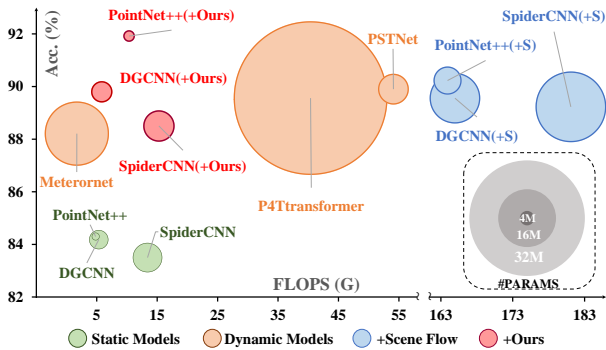 Acc. (%)
92
90
88
86
84
82
PointNet++(+Ours)
DGCNN(+Ours)
SpiderCNN(+Ours)
Meterornet
PointNet++
DGCNN
SpiderCNN
P4Ttransformer
PSTNet
SpiderCNN(+S)
PointNet++(+S)
DGCNN(+S)
4M
16M
32M
#PARAMS
FLOPS (G)
5 15 25 35 45 55 163 173 183
Static Models Dynamic Models +Scene Flow +Ours